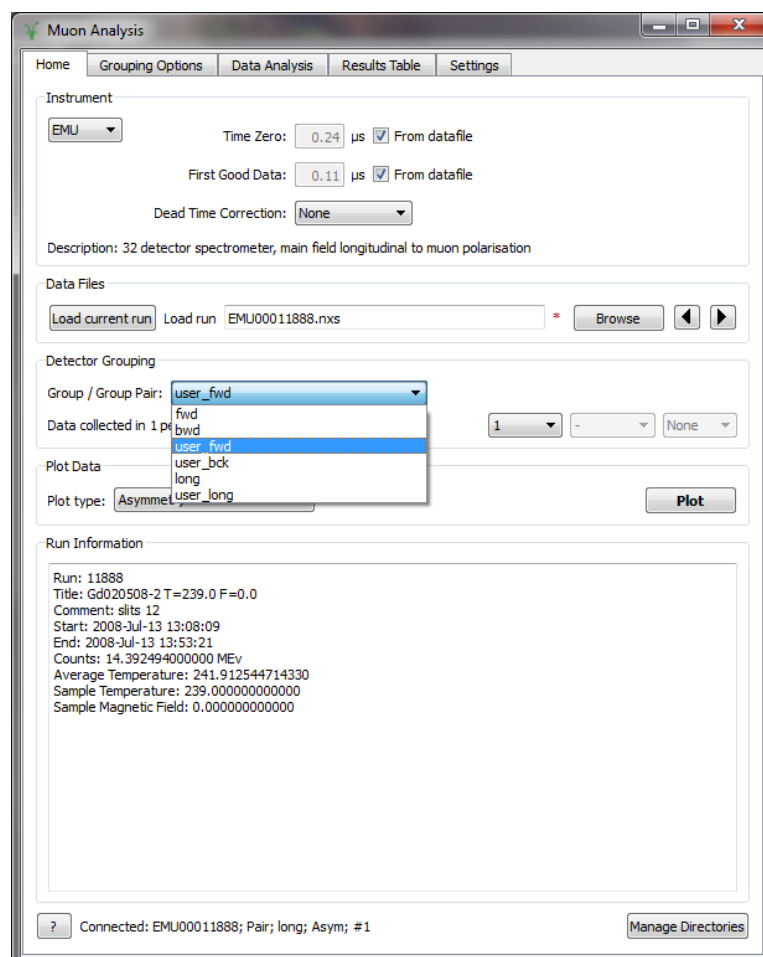 Muon Analysis
Home Grouping Options Data Analysis Results Table Settings
Instrument
EMU Time Zero: 0.24 µs From datafile
First Good Data: 0.11 µs From datafile
Dead Time Correction: None
Description: 32 detector spectrometer, main field longitudinal to muon polarisation
Data Files
Load current run Load run EMU00011888.nxs * Browse
Detector Grouping
Group / Group Pair: user_fwd
fwd
Data collected in 1 1 - None
bwd
user_fwd
user_bck
long
user_long
Plot Data
Plot type: Plot
Run Information
Run: 11888
Title: Gd020508-2 T=239.0 F=0.0
Comment: slits 12
Start: 2008-Jul-13 13:08:09
End: 2008-Jul-13 13:53:21
Counts: 14.392494000000 MEv
Average Temperature: 241.912544714330
Sample Temperature: 239.000000000000
Sample Magnetic Field: 0.000000000000
? Connected: EMU00011888; Pair; long; Asym; #1 Manage Directories